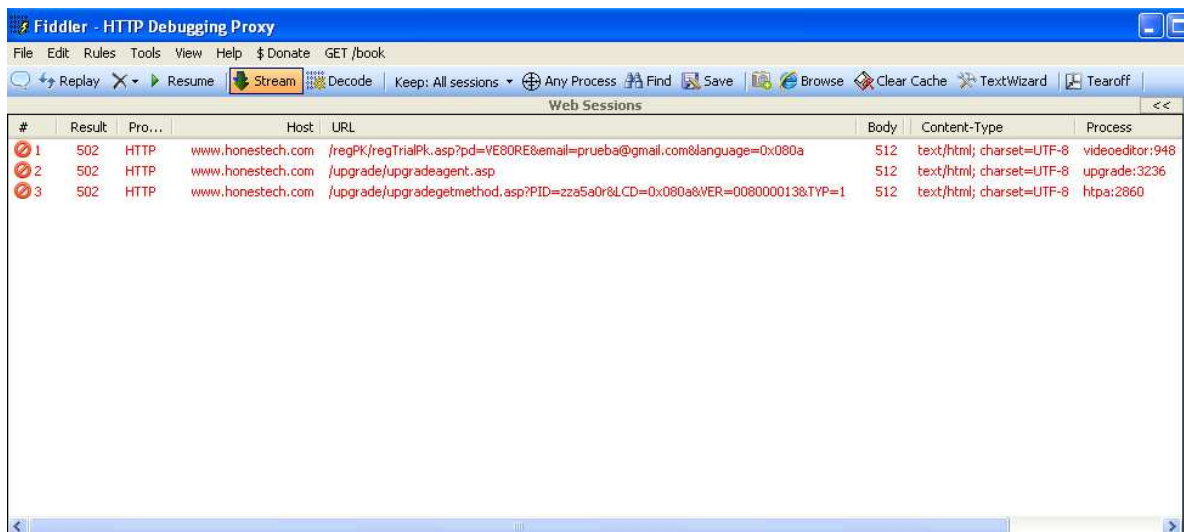 Fiddler - HTTP Debugging Proxy
File Edit Rules Tools View Help $ Donate GET /book
Replay Resume Stream Decode Keep: All sessions Any Process Find Save Browse Clear Cache TextWizard Tearoff
Web Sessions <<
# Result Pro... Host URL Body Content-Type Process
1 502 HTTP www.honestech.com /regPK/regTrialPk.asp?pd=VE80RE&email=prueba@gmail.com&language=0x080a 512 text/html; charset=UTF-8 videoeditor:948
2 502 HTTP www.honestech.com /upgrade/upgradeagent.asp 512 text/html; charset=UTF-8 upgrade:3236
3 502 HTTP www.honestech.com /upgrade/upgradegetmethod.asp?PID=zza5a0r&LCD=0x080a&VER=008000013&TYP=1 512 text/html; charset=UTF-8 htpa:2860